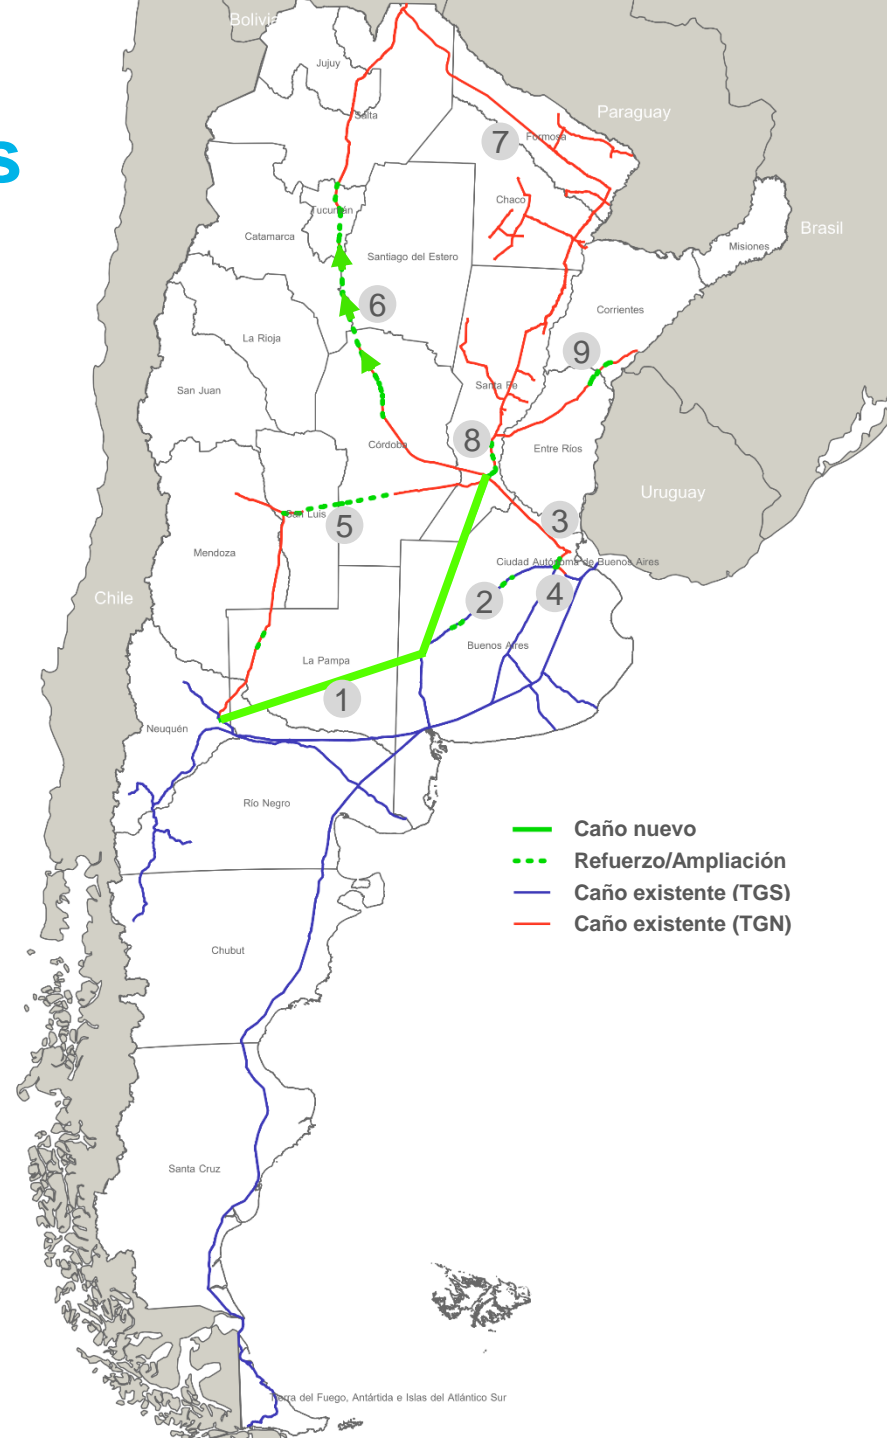 s
Bolivia
Jujuy
Salta
Paraguay
7
Formosa
Tucumán
Chaco
Catamarca
Santiago del Estero
Misiones
Brasil
6
Corrientes
La Rioja
9
San Juan
Santa Fe
8
Córdoba
Entre Ríos
Uruguay
San Luis
5
3
Mendoza
Ciudad Autónoma de Buenos Aires
Chile
2
4
La Pampa
Buenos Aires
1
Neuquén
Río Negro
Caño nuevo
Refuerzo/Ampliación
Caño existente (TGS)
Caño existente (TGN)
Chubut
Santa Cruz
Tierra del Fuego, Antártida e Islas del Atlántico Sur